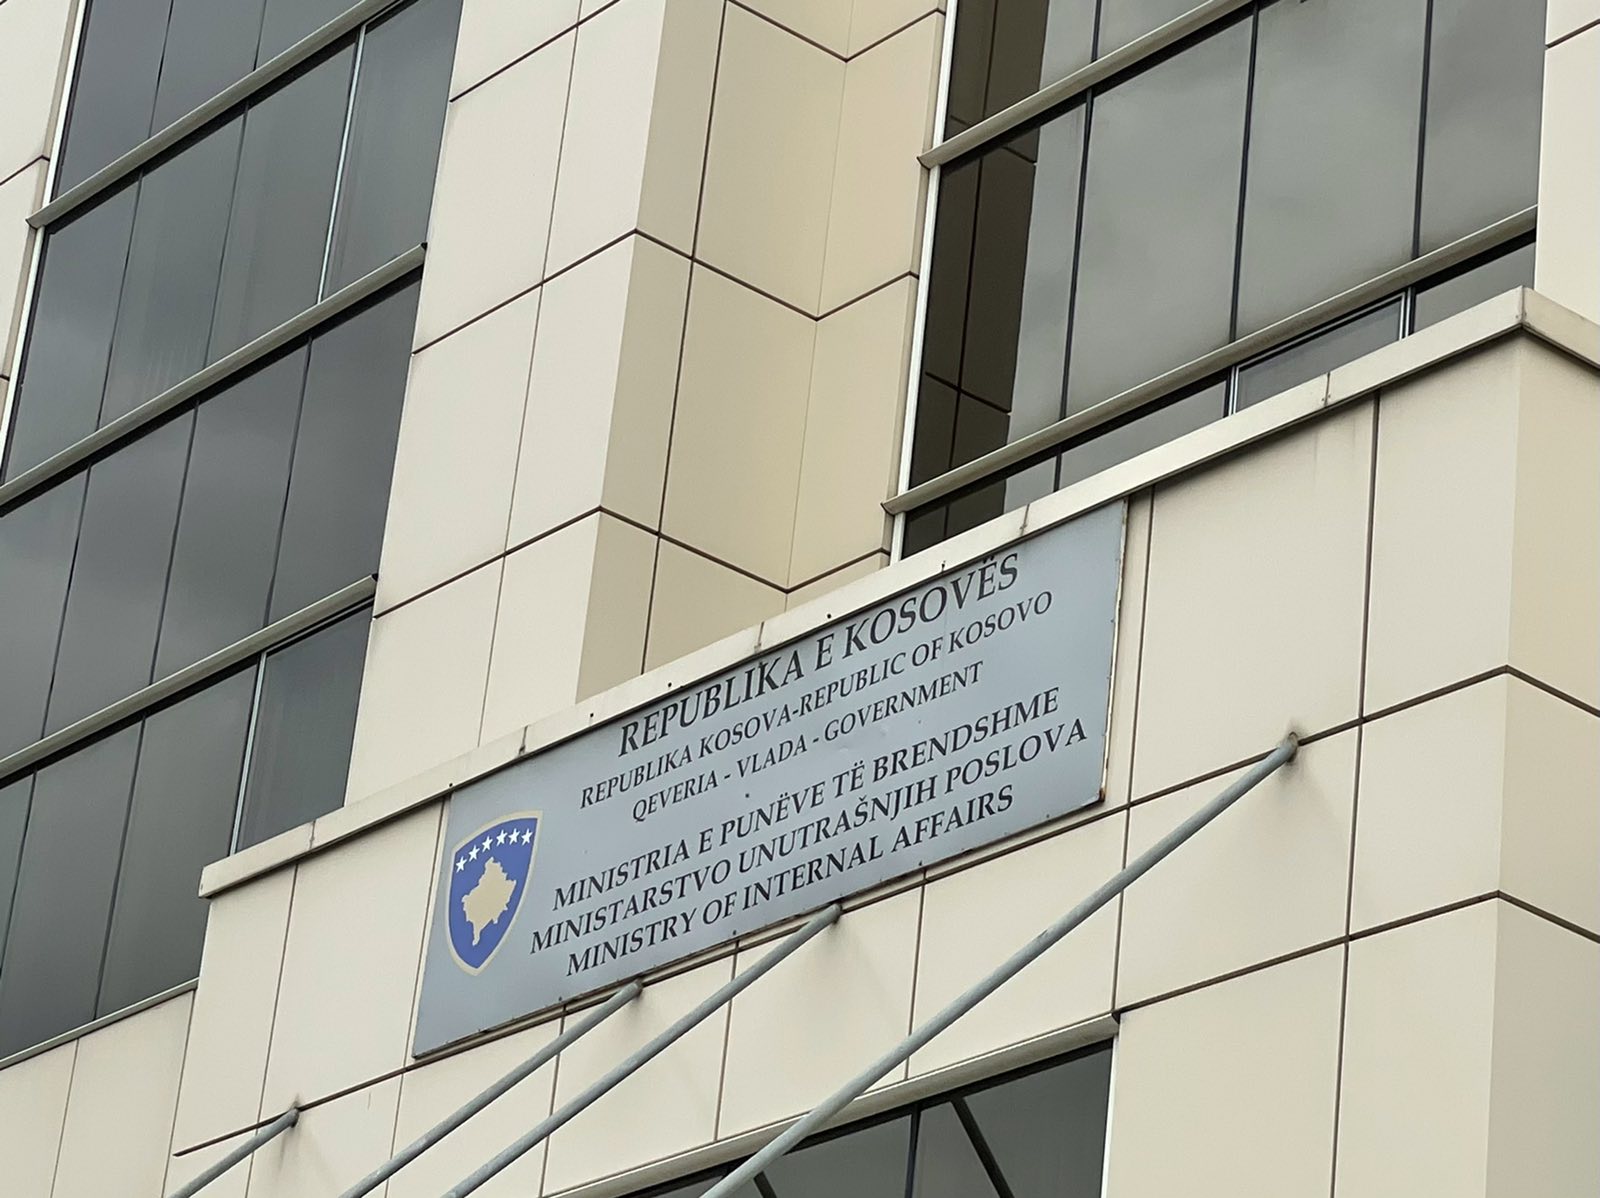 REPUBLIKA E KOSOVËS
REPUBLIKA KOSOVA-REPUBLIC OF KOSOVO
QEVERIA - VLADA - GOVERNMENT
MINISTRIA E PUNËVE TË BRENDSHME
MINISTARSTVO UNUTRAŠNJIH POSLOVA
MINISTRY OF INTERNAL AFFAIRS